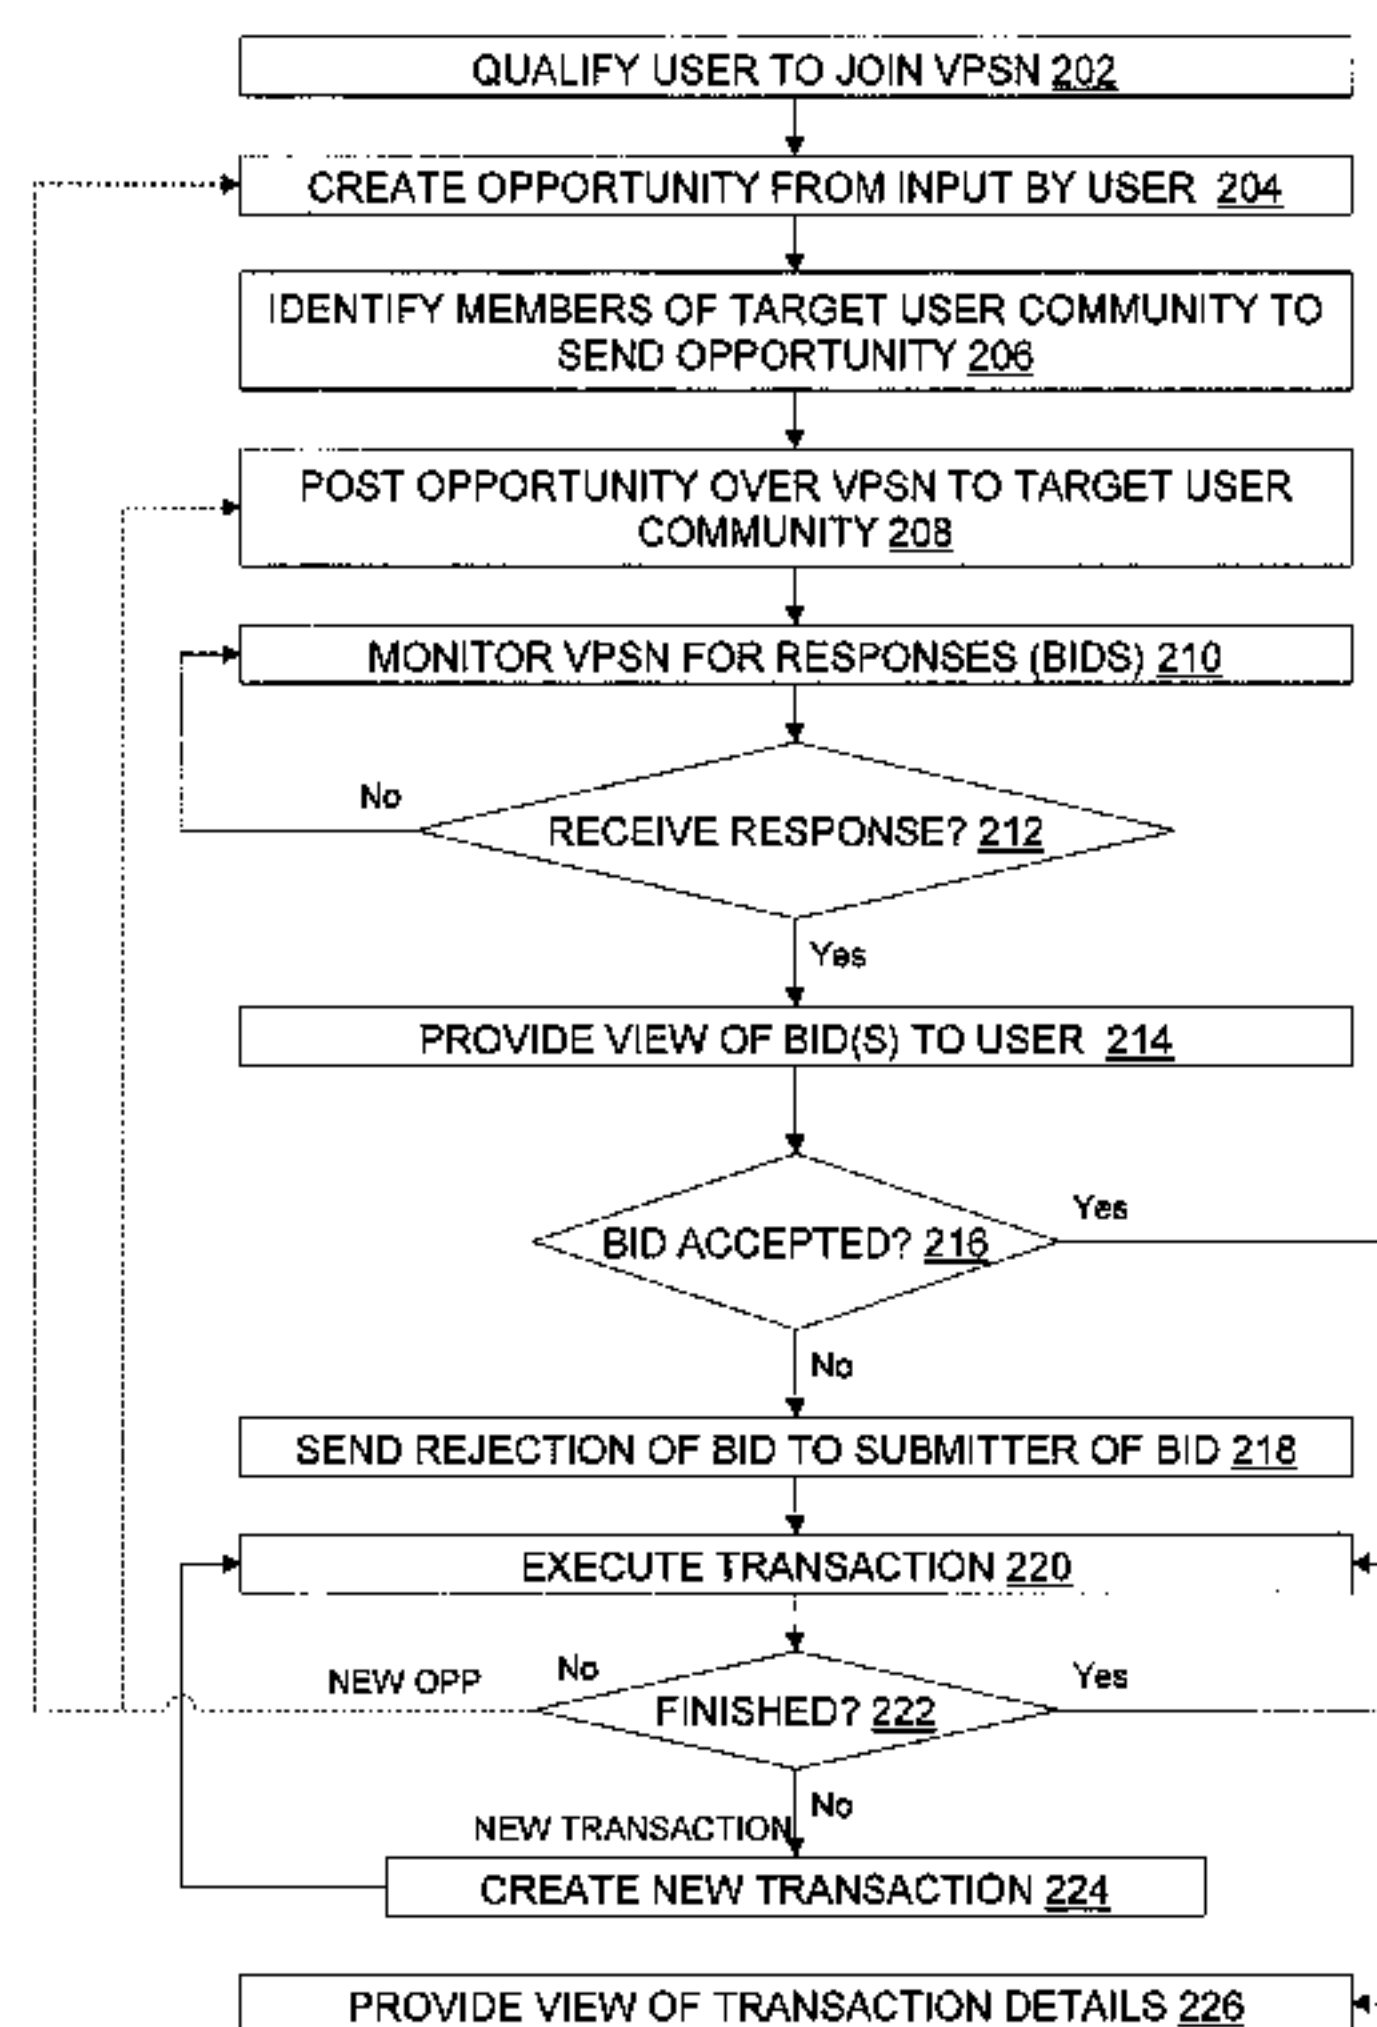 QUALIFY USER TO JOIN VPSN 202
CREATE OPPORTUNITY FROM INPUT BY USER 204
IDENTIFY MEMBERS OF TARGET USER COMMUNITY TO
SEND OPPORTUNITY 206
POST OPPORTUNITY OVER VPSN TO TARGET USER
COMMUNITY 208
MONITOR VPSN FOR RESPONSES (BIDS) 210
No
RECEIVE RESPONSE? 212
Yes
PROVIDE VIEW OF BID(S) TO USER 214
Yes
BID ACCEPTED? 216
No
SEND REJECTION OF BID TO SUBMITTER OF BID 218
EXECUTE TRANSACTION 220
NEW OPP No Yes
FINISHED? 222
No
NEW TRANSACTION
CREATE NEW TRANSACTION 224
PROVIDE VIEW OF TRANSACTION DETAILS 226